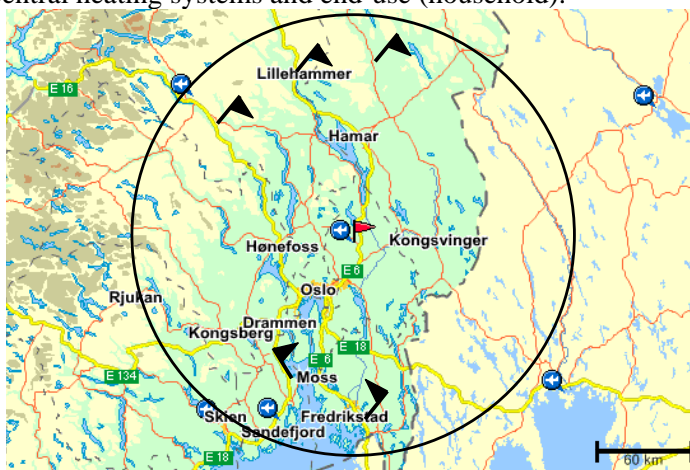 central heating systems and end-use (household).
Lillehammer
E 16
Hamar
Hønefoss
Kongsvinger
E 6
Oslo
Rjukan
Drammen
Kongsberg
E 18
E 6
E 134
Moss
Skien
Fredrikstad
Sandefjord
E 18
60 km